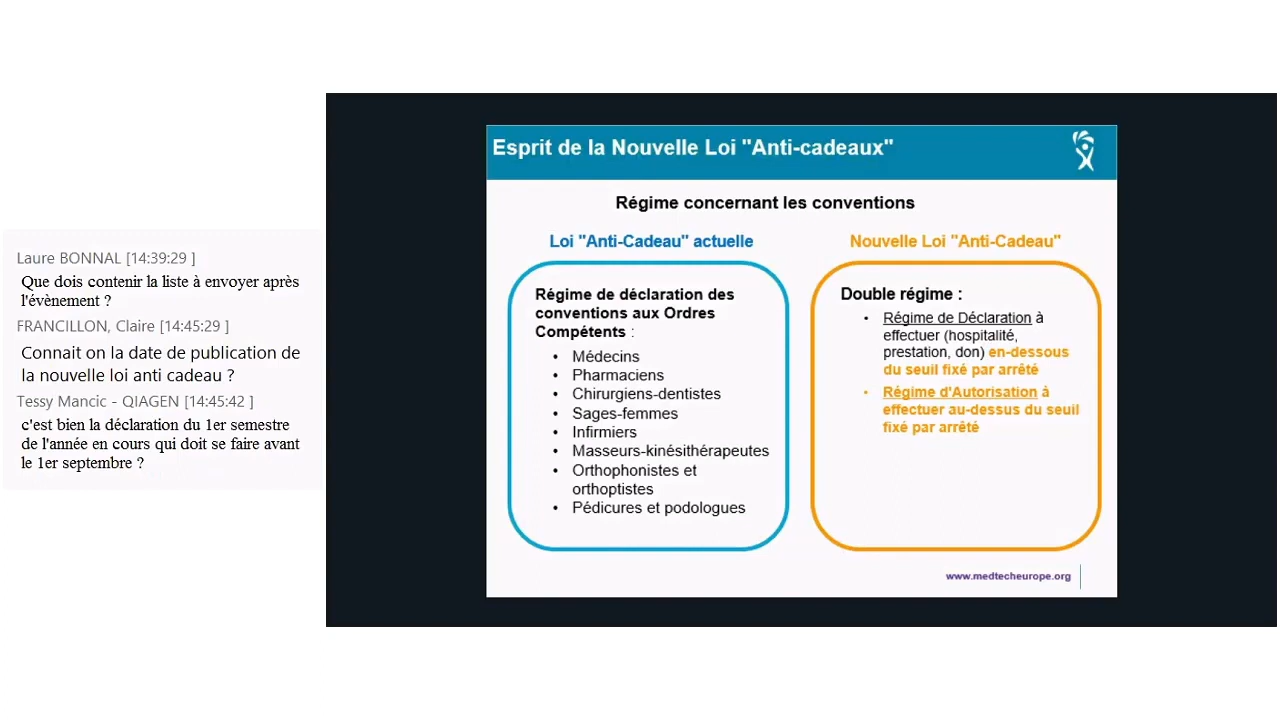 Laure BONNAL [14:39:29 ]
Que dois contenir la liste à envoyer après
l'évènement ?
FRANCILLON, Claire [14:45:29 ]
Connait on la date de publication de
la nouvelle loi anti cadeau ?
Tessy Mancic - QIAGEN [14:45:42 ]
c'est bien la déclaration du 1er semestre
de l'année en cours qui doit se faire avant
le 1er septembre ?
Esprit de la Nouvelle Loi "Anti-cadeaux"
Régime concernant les conventions
Loi "Anti-Cadeau" actuelle
Régime de déclaration des
conventions aux Ordres
Compétents :
• Médecins
• Pharmaciens
• Chirurgiens-dentistes
• Sages-femmes
• Infirmiers
• Masseurs-kinésithérapeutes
• Orthophonistes et
orthoptistes
• Pédicures et podologues
Nouvelle Loi "Anti-Cadeau"
Double régime :
• Régime de Déclaration à
effectuer (hospitalité,
prestation, don) en-dessous
du seuil fixé par arrêté
• Régime d'Autorisation à
effectuer au-dessus du seuil
fixé par arrêté
www.medtecheurope.org